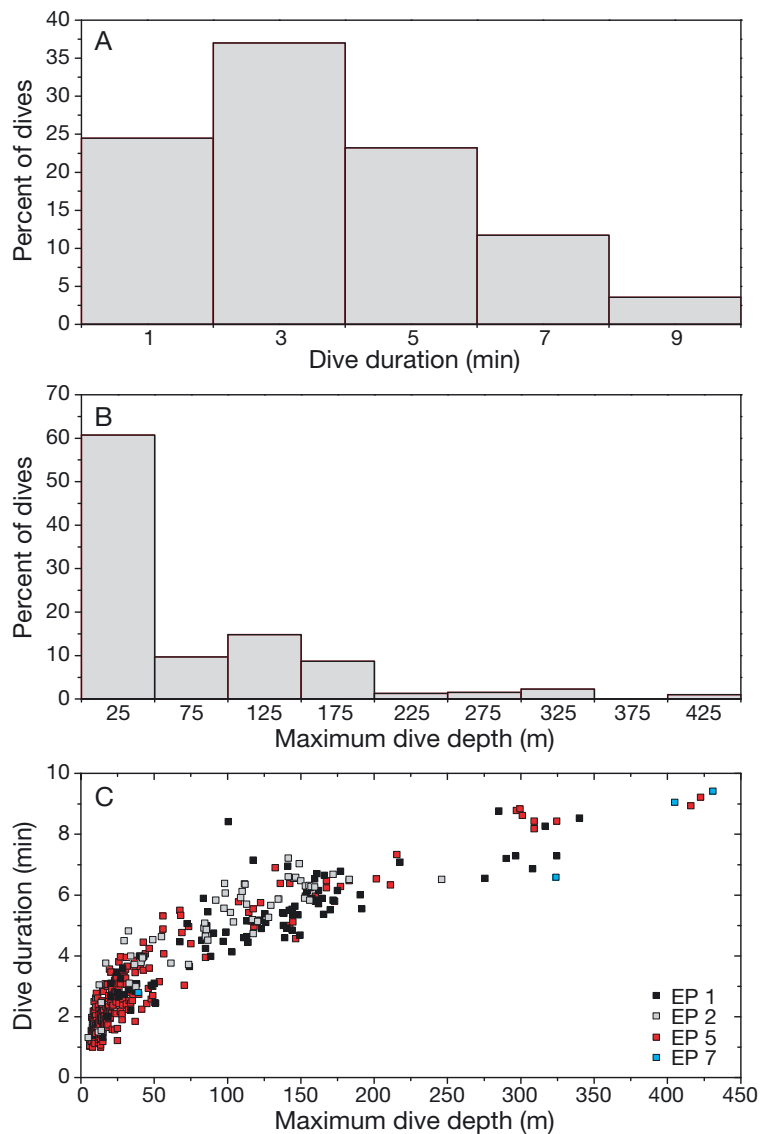 A
Percent of dives
40
35
30
25
20
15
10
5
0
1 3 5 7 9
Dive duration (min)
B
Percent of dives
70
60
50
40
30
20
10
0
25 75 125 175 225 275 325 375 425
Maximum dive depth (m)
C
Dive duration (min)
10
8
6
4
2
0
EP 1
EP 2
EP 5
EP 7
0 50 100 150 200 250 300 350 400 450
Maximum dive depth (m)